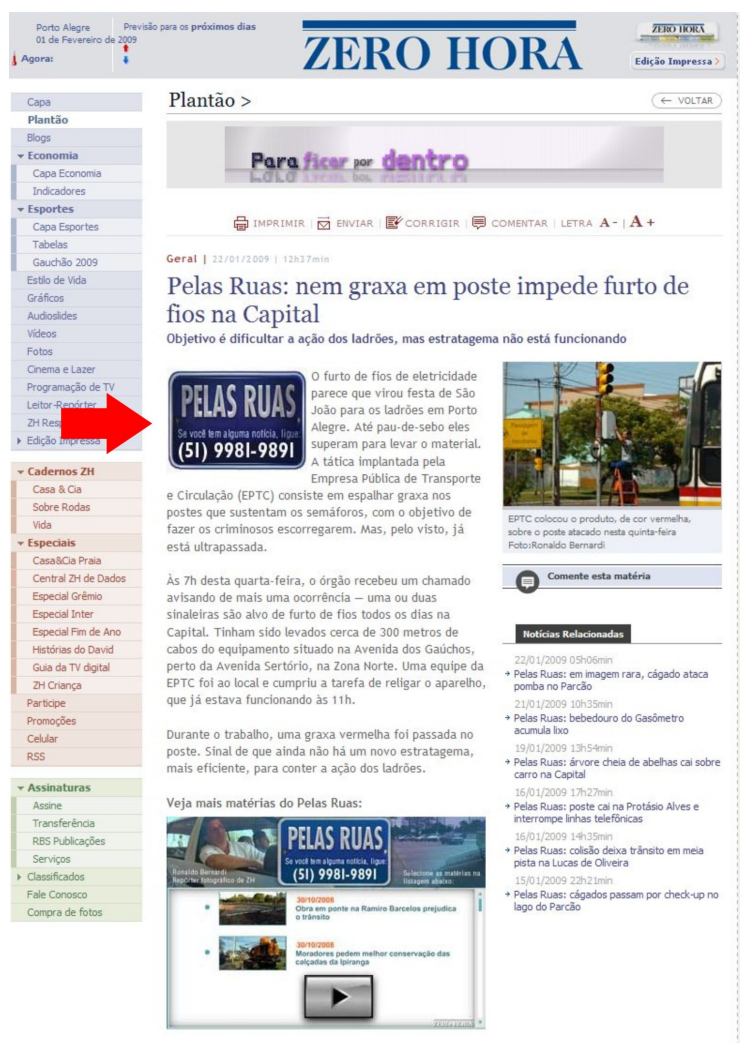 Porto Alegre
01 de Fevereiro de 2009
Previsão para os próximos dias
Agora:
ZERO HORA
ZERO HORA
Edição Impressa >
Capa
Plantão
Blogs
Economia
Capa Economia
Indicadores
Esportes
Capa Esportes
Tabelas
Gauchão 2009
Estilo de Vida
Gráficos
Audioslides
Vídeos
Fotos
Cinema e Lazer
Programação de TV
Leitor-Repórter
ZH
Edição Impressa
Cadernos ZH
Casa & Cia
Sobre Rodas
Vida
Especiais
Casa&Cia Praia
Central ZH de Dados
Especial Grêmio
Especial Inter
Especial Fim de Ano
Histórias do David
Guia da TV digital
ZH Criança
Participe
Promoções
Celular
RSS
Assinaturas
Assine
Transferência
RBS Publicações
Serviços
Classificados
Fale Conosco
Compra de fotos
Plantão >
← VOLTAR
Para ficar por dentro
IMPRIMIR | ENVIAR | CORRIGIR | COMENTAR | LETRA A - | A +
Geral | 22/01/2009 | 12h37min
Pelas Ruas: nem graxa em poste impede furto de
fios na Capital
Objetivo é dificultar a ação dos ladrões, mas estratagema não está funcionando
PELAS RUAS
Se você tem alguma notícia, ligue:
(51) 9981-9891
O furto de fios de eletricidade
parece que virou festa de São
João para os ladrões em Porto
Alegre. Até pau-de-sebo eles
superam para levar o material.
A tática implantada pela
Empresa Pública de Transporte
e Circulação (EPTC) consiste em espalhar graxa nos
postes que sustentam os semáforos, com o objetivo de
fazer os criminosos escorregarem. Mas, pelo visto, já
está ultrapassada.
Às 7h desta quarta-feira, o órgão recebeu um chamado
avisando de mais uma ocorrência — uma ou duas
sinaleiras são alvo de furto de fios todos os dias na
Capital. Tinham sido levados cerca de 300 metros de
cabos do equipamento situado na Avenida dos Gaúchos,
perto da Avenida Sertório, na Zona Norte. Uma equipe da
EPTC foi ao local e cumpriu a tarefa de religar o aparelho,
que já estava funcionando às 11h.
Durante o trabalho, uma graxa vermelha foi passada no
poste. Sinal de que ainda não há um novo estratagema,
mais eficiente, para conter a ação dos ladrões.
Veja mais matérias do Pelas Ruas:
Ronaldo Bernardi
Repórter fotográfico de ZH
PELAS RUAS
Se você tem alguma notícia, ligue:
(51) 9981-9891
Selecione as matérias na
listagem abaixo:
30/10/2008
Obra em ponte na Ramiro Barcelos prejudica
o trânsito
30/10/2008
Moradores pedem melhor conservação das
calçadas da Ipiranga
ZERO HORA
EPTC colocou o produto, de cor vermelha,
sobre o poste atacado nesta quinta-feira
Foto:Ronaldo Bernardi
Comente esta matéria
Notícias Relacionadas
22/01/2009 05h06min
Pelas Ruas: em imagem rara, cágado ataca
pomba no Parcão
21/01/2009 10h35min
Pelas Ruas: bebedouro do Gasômetro
acumula lixo
19/01/2009 13h54min
Pelas Ruas: árvore cheia de abelhas cai sobre
carro na Capital
16/01/2009 17h27min
Pelas Ruas: poste cai na Protásio Alves e
interrompe linhas telefônicas
16/01/2009 14h35min
Pelas Ruas: colisão deixa trânsito em meia
pista na Lucas de Oliveira
15/01/2009 22h21min
Pelas Ruas: cágados passam por check-up no
lago do Parcão